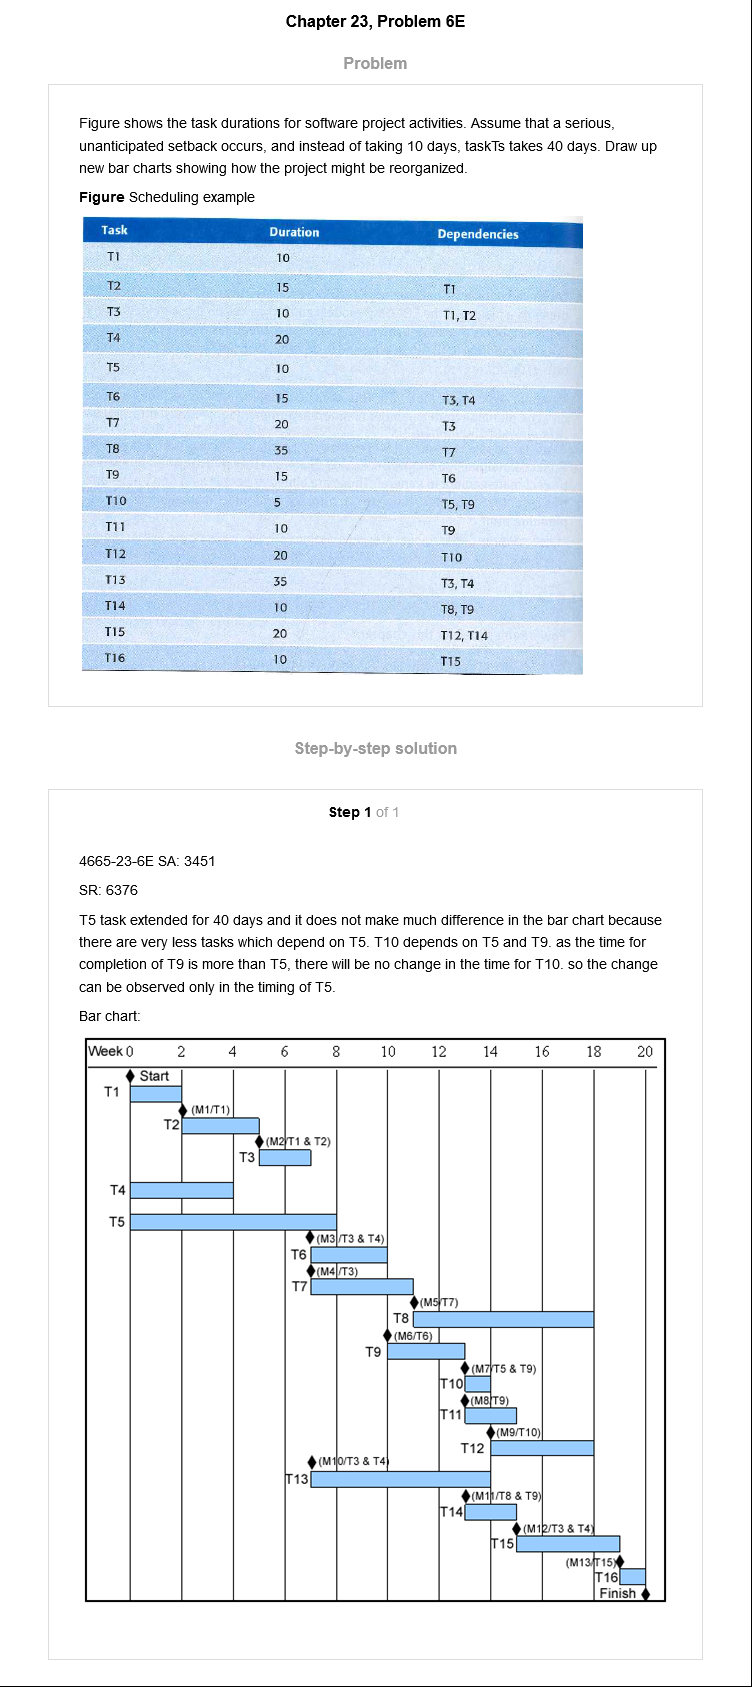 Chapter 23, Problem 6E
Problem
Figure shows the task durations for software project activities. Assume that a serious,
unanticipated setback occurs, and instead of taking 10 days, taskTs takes 40 days. Draw up
new bar charts showing how the project might be reorganized.
Figure Scheduling example
Task Duration Dependencies
T1 10
T2 15 T1
T3 10 T1, T2
T4 20
T5 10
T6 15 T3, T4
T7 20 T3
T8 35 T7
T9 15 T6
T10 5 T5, T9
T11 10 T9
T12 20 T10
T13 35 T3, T4
T14 10 T8, T9
T15 20 T12, T14
T16 10 T15
Step-by-step solution
Step 1 of 1
4665-23-6E SA: 3451
SR: 6376
T5 task extended for 40 days and it does not make much difference in the bar chart because
there are very less tasks which depend on T5. T10 depends on T5 and T9. as the time for
completion of T9 is more than T5, there will be no change in the time for T10. so the change
can be observed only in the timing of T5.
Bar chart:
Week 0 2 4 6 8 10 12 14 16 18 20
Start
T1
(M1/T1)
T2
(M2/T1 & T2)
T3
T4
T5
(M3/T3 & T4)
T6
(M4/T3)
T7
(M5/T7)
T8
(M6/T6)
T9
(M7/T5 & T9)
T10
(M8/T9)
T11
(M9/T10)
T12
(M10/T3 & T4)
T13
(M11/T8 & T9)
T14
(M12/T3 & T4)
T15
(M13/T15)
T16
Finish